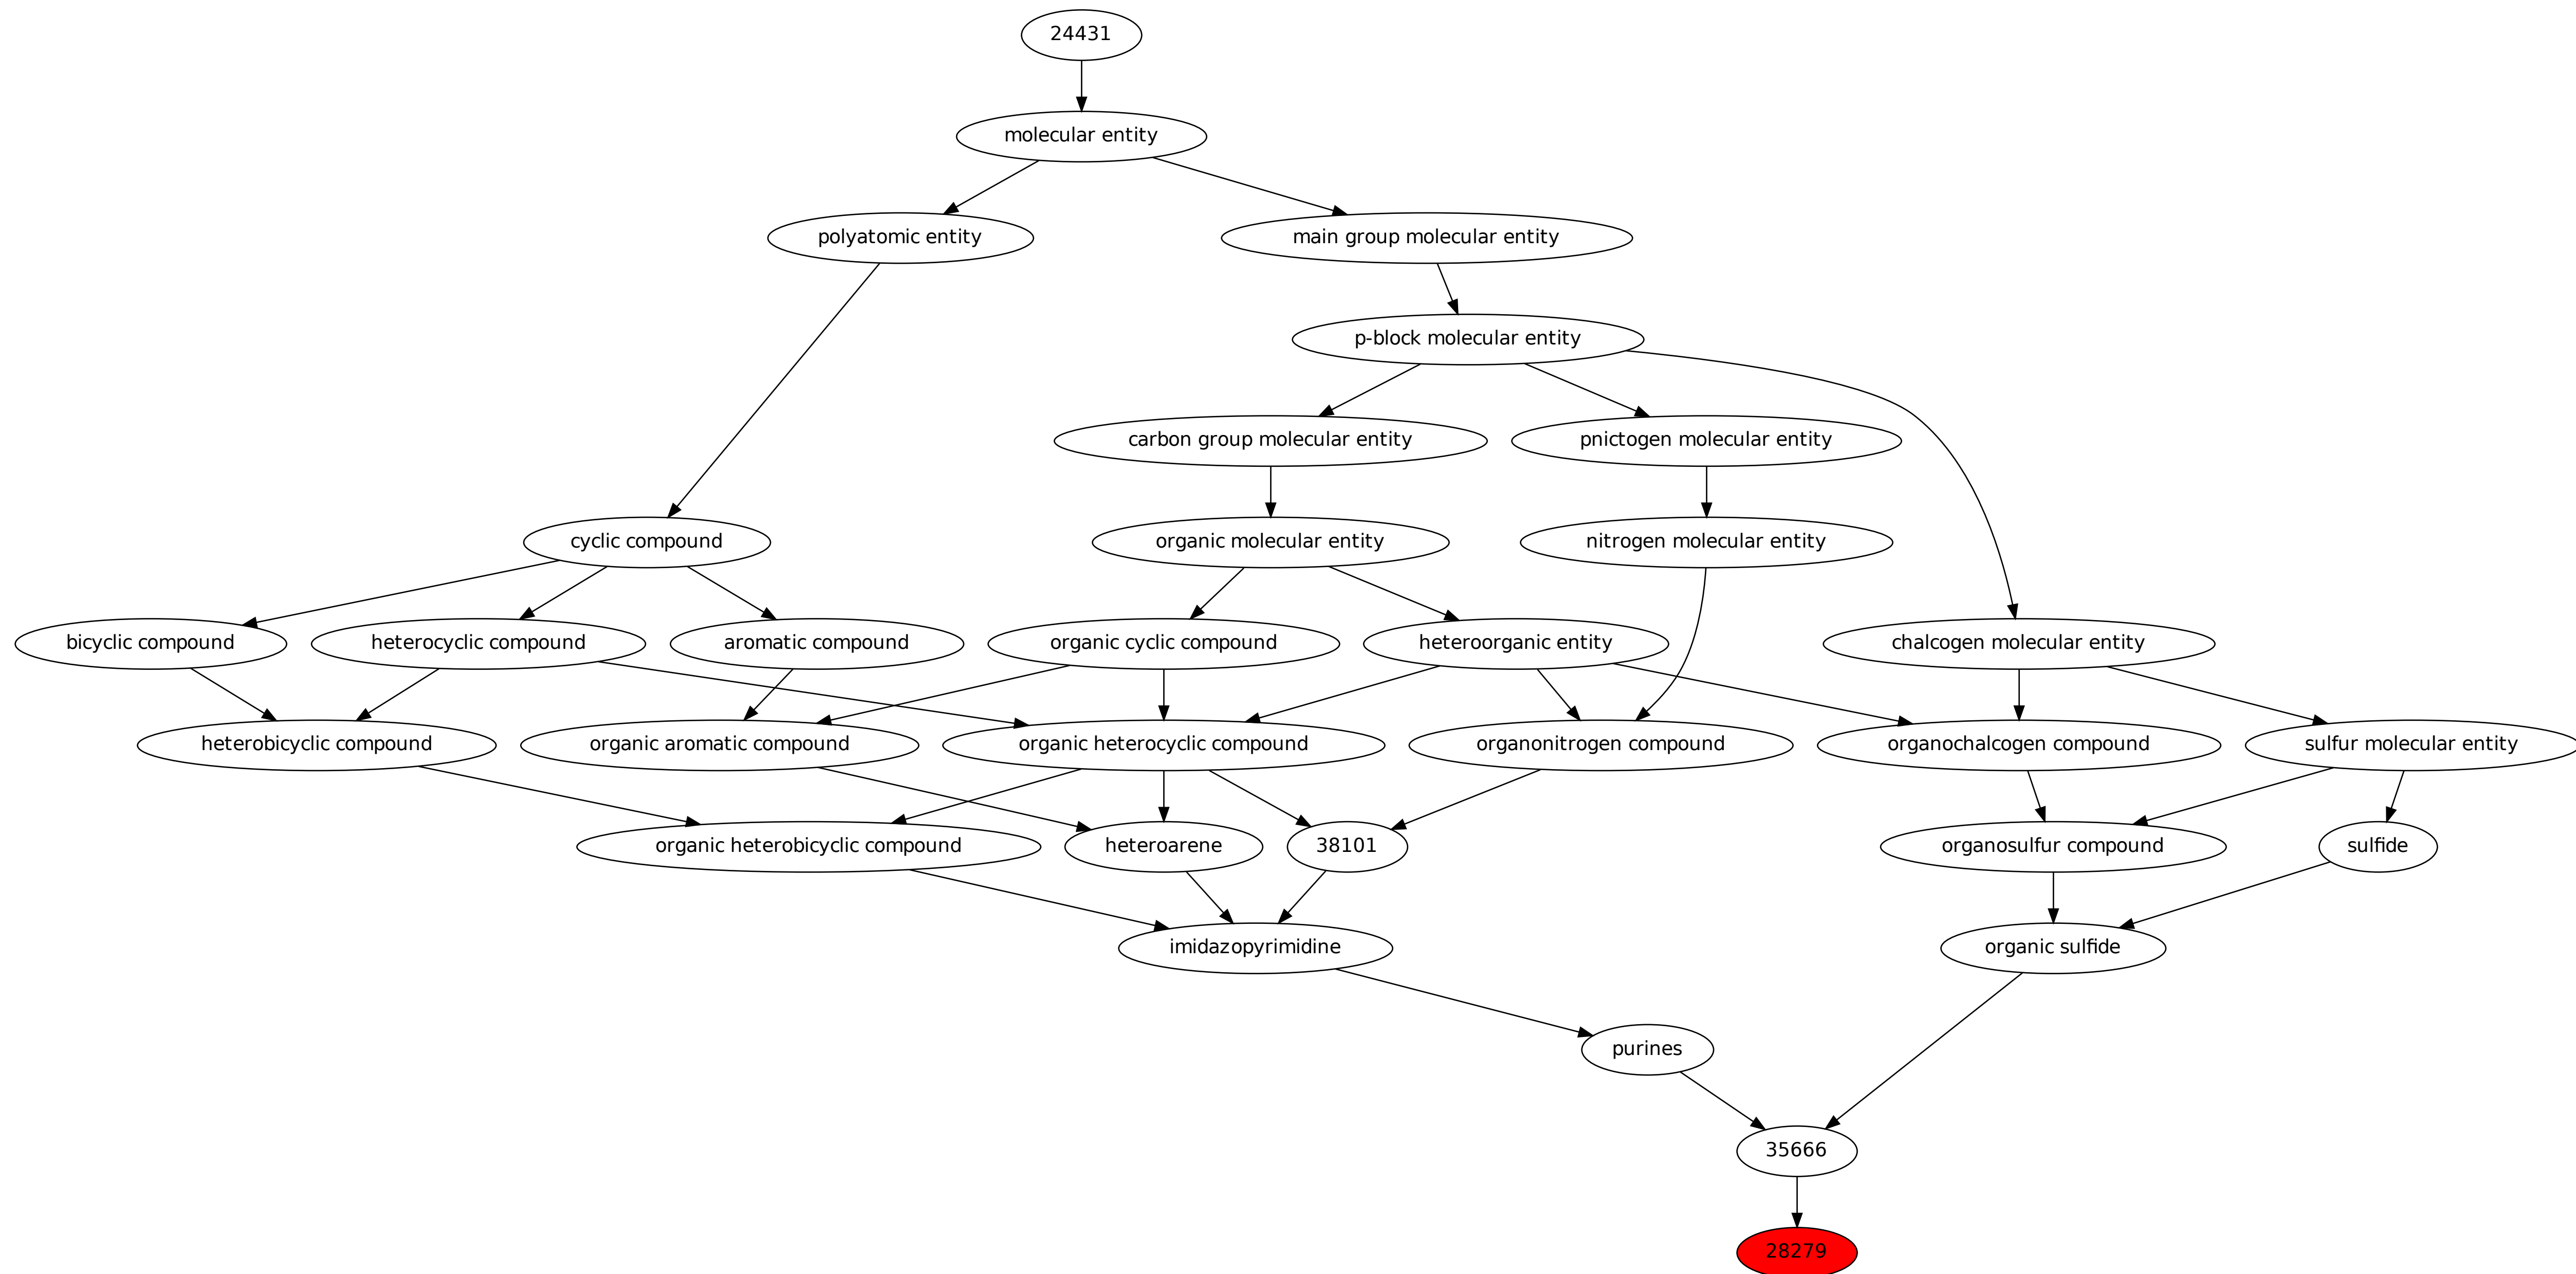 24431
molecular entity
polyatomic entity
main group molecular entity
p-block molecular entity
carbon group molecular entity
pnictogen molecular entity
cyclic compound
organic molecular entity
nitrogen molecular entity
bicyclic compound
heterocyclic compound
aromatic compound
organic cyclic compound
heteroorganic entity
chalcogen molecular entity
heterobicyclic compound
organic aromatic compound
organic heterocyclic compound
organonitrogen compound
organochalcogen compound
sulfur molecular entity
organic heterobicyclic compound
heteroarene
38101
organosulfur compound
sulfide
imidazopyrimidine
organic sulfide
purines
35666
28279